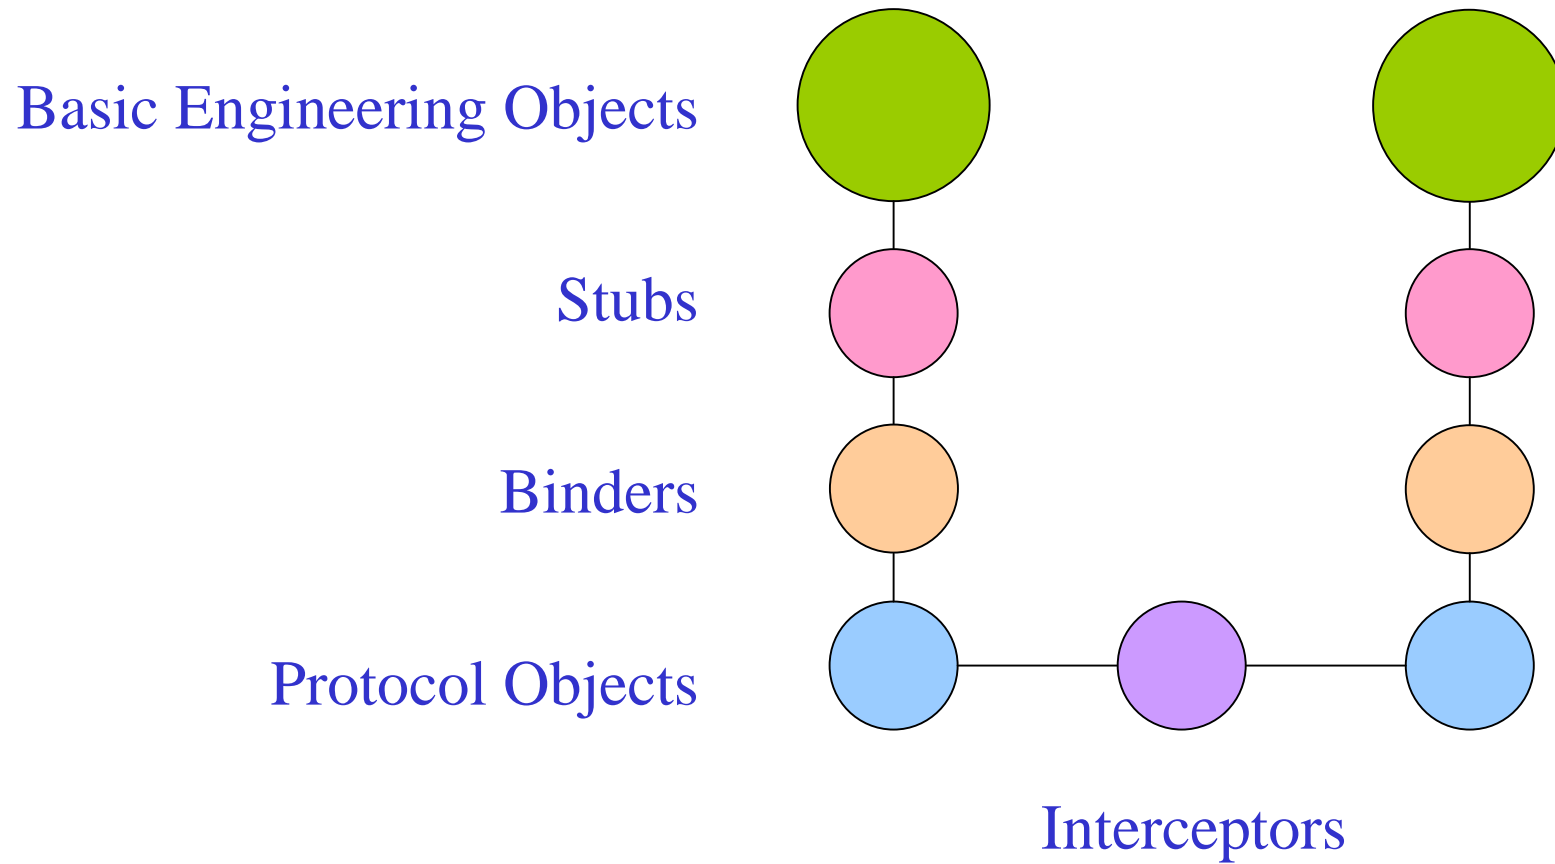 Basic Engineering Objects
Stubs
Binders
Protocol Objects
Interceptors